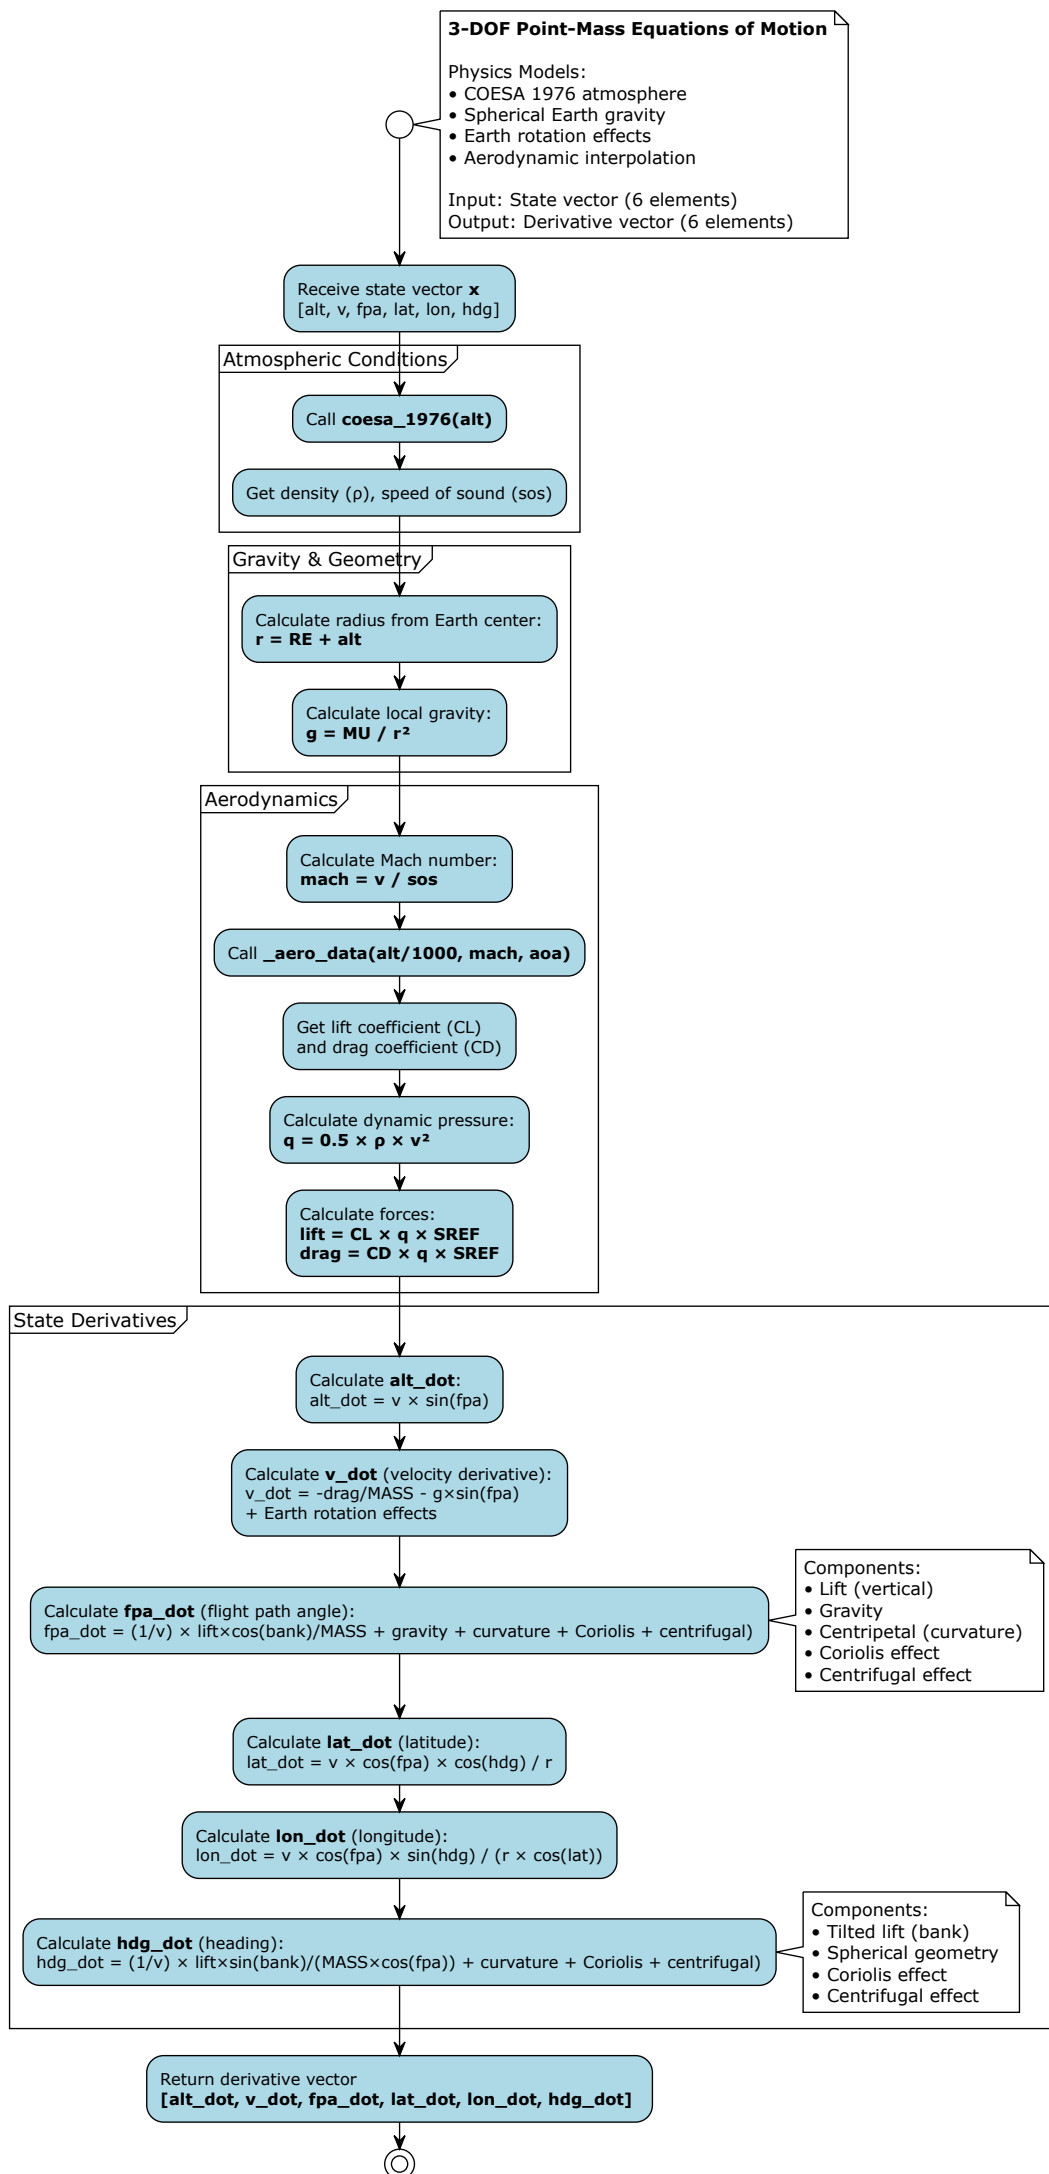 3-DOF Point-Mass Equations of Motion
Physics Models:
• COESA 1976 atmosphere
• Spherical Earth gravity
• Earth rotation effects
• Aerodynamic interpolation
Input: State vector (6 elements)
Output: Derivative vector (6 elements)
Receive state vector x
[alt, v, fpa, lat, lon, hdg]
Atmospheric Conditions
Call coesa_1976(alt)
Get density (ρ), speed of sound (sos)
Gravity & Geometry
Calculate radius from Earth center:
r = RE + alt
Calculate local gravity:
g = MU / r²
Aerodynamics
Calculate Mach number:
mach = v / sos
Call _aero_data(alt/1000, mach, aoa)
Get lift coefficient (CL)
and drag coefficient (CD)
Calculate dynamic pressure:
q = 0.5 × ρ × v²
Calculate forces:
lift = CL × q × SREF
drag = CD × q × SREF
State Derivatives
Calculate alt_dot:
alt_dot = v × sin(fpa)
Calculate v_dot (velocity derivative):
v_dot = -drag/MASS - g×sin(fpa)
+ Earth rotation effects
Calculate fpa_dot (flight path angle):
fpa_dot = (1/v) × lift×cos(bank)/MASS + gravity + curvature + Coriolis + centrifugal)
Components:
• Lift (vertical)
• Gravity
• Centripetal (curvature)
• Coriolis effect
• Centrifugal effect
Calculate lat_dot (latitude):
lat_dot = v × cos(fpa) × cos(hdg) / r
Calculate lon_dot (longitude):
lon_dot = v × cos(fpa) × sin(hdg) / (r × cos(lat))
Calculate hdg_dot (heading):
hdg_dot = (1/v) × lift×sin(bank)/(MASS×cos(fpa)) + curvature + Coriolis + centrifugal)
Components:
• Tilted lift (bank)
• Spherical geometry
• Coriolis effect
• Centrifugal effect
Return derivative vector
[alt_dot, v_dot, fpa_dot, lat_dot, lon_dot, hdg_dot]